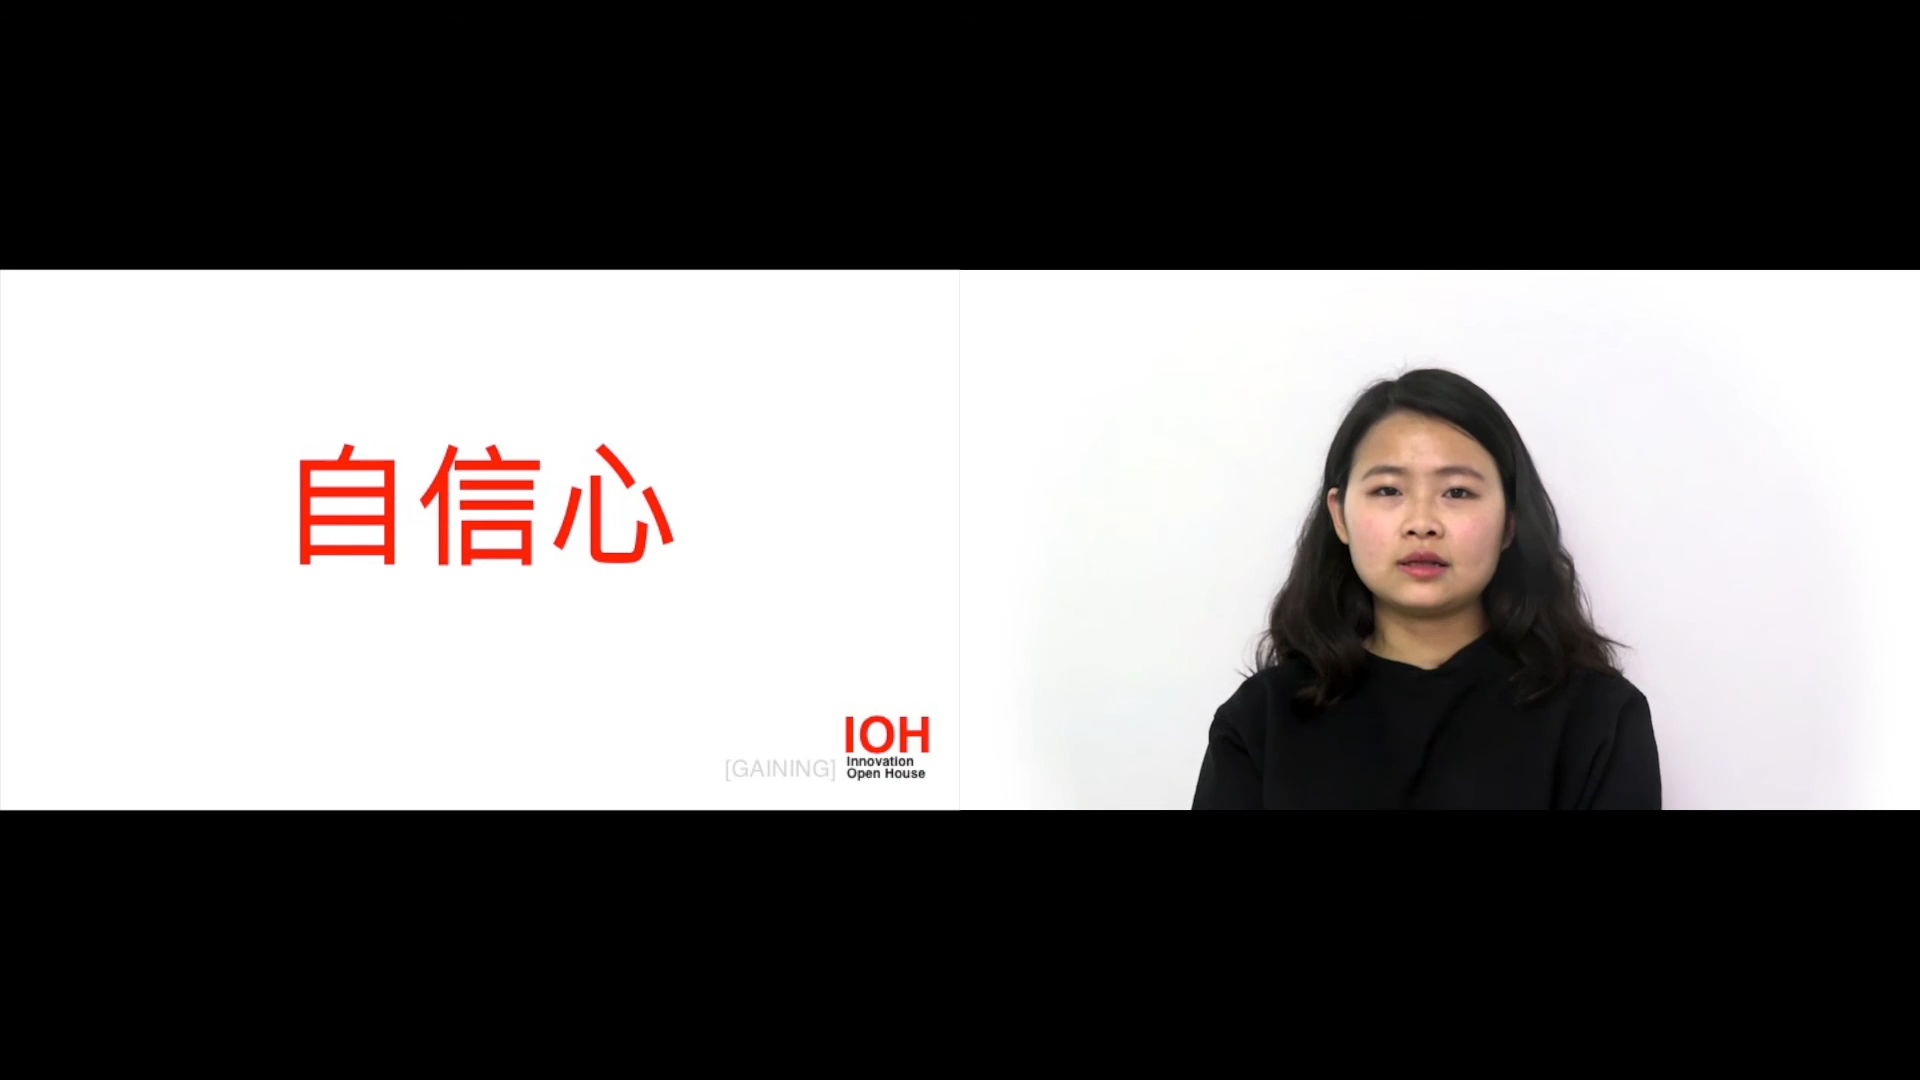 自信心
[GAINING]
IOH
Innovation
Open House